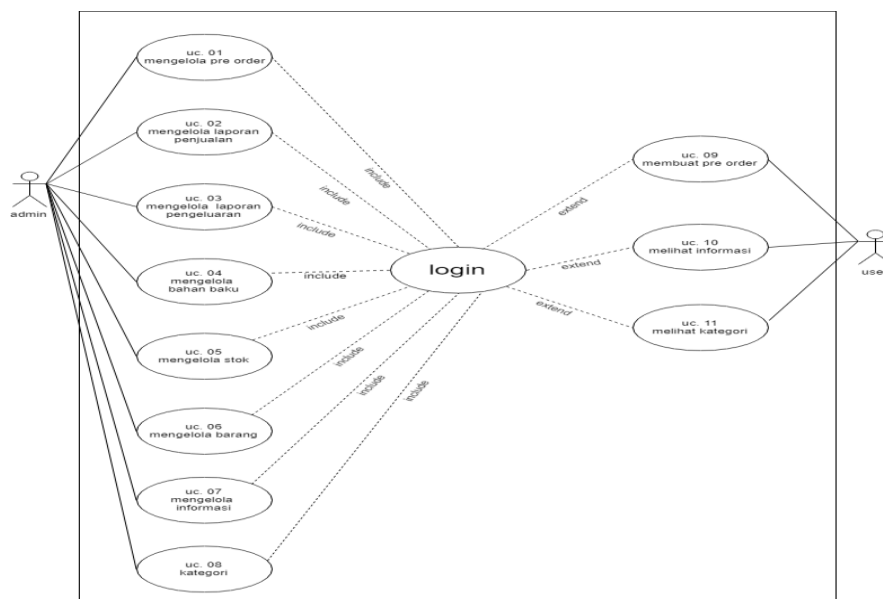 uc. 01
mengelola pre order
uc. 02
mengelola laporan
penjualan
uc. 03
mengelola laporan
pengeluaran
uc. 04
mengelola
bahan baku
uc. 05
mengelola stok
uc. 06
mengelola barang
uc. 07
mengelola
informasi
uc. 08
kategori
admin
include
include
include
include
include
include
include
include
login
extend
extend
extend
uc. 09
membuat pre order
uc. 10
melihat informasi
uc. 11
melihat kategori
use